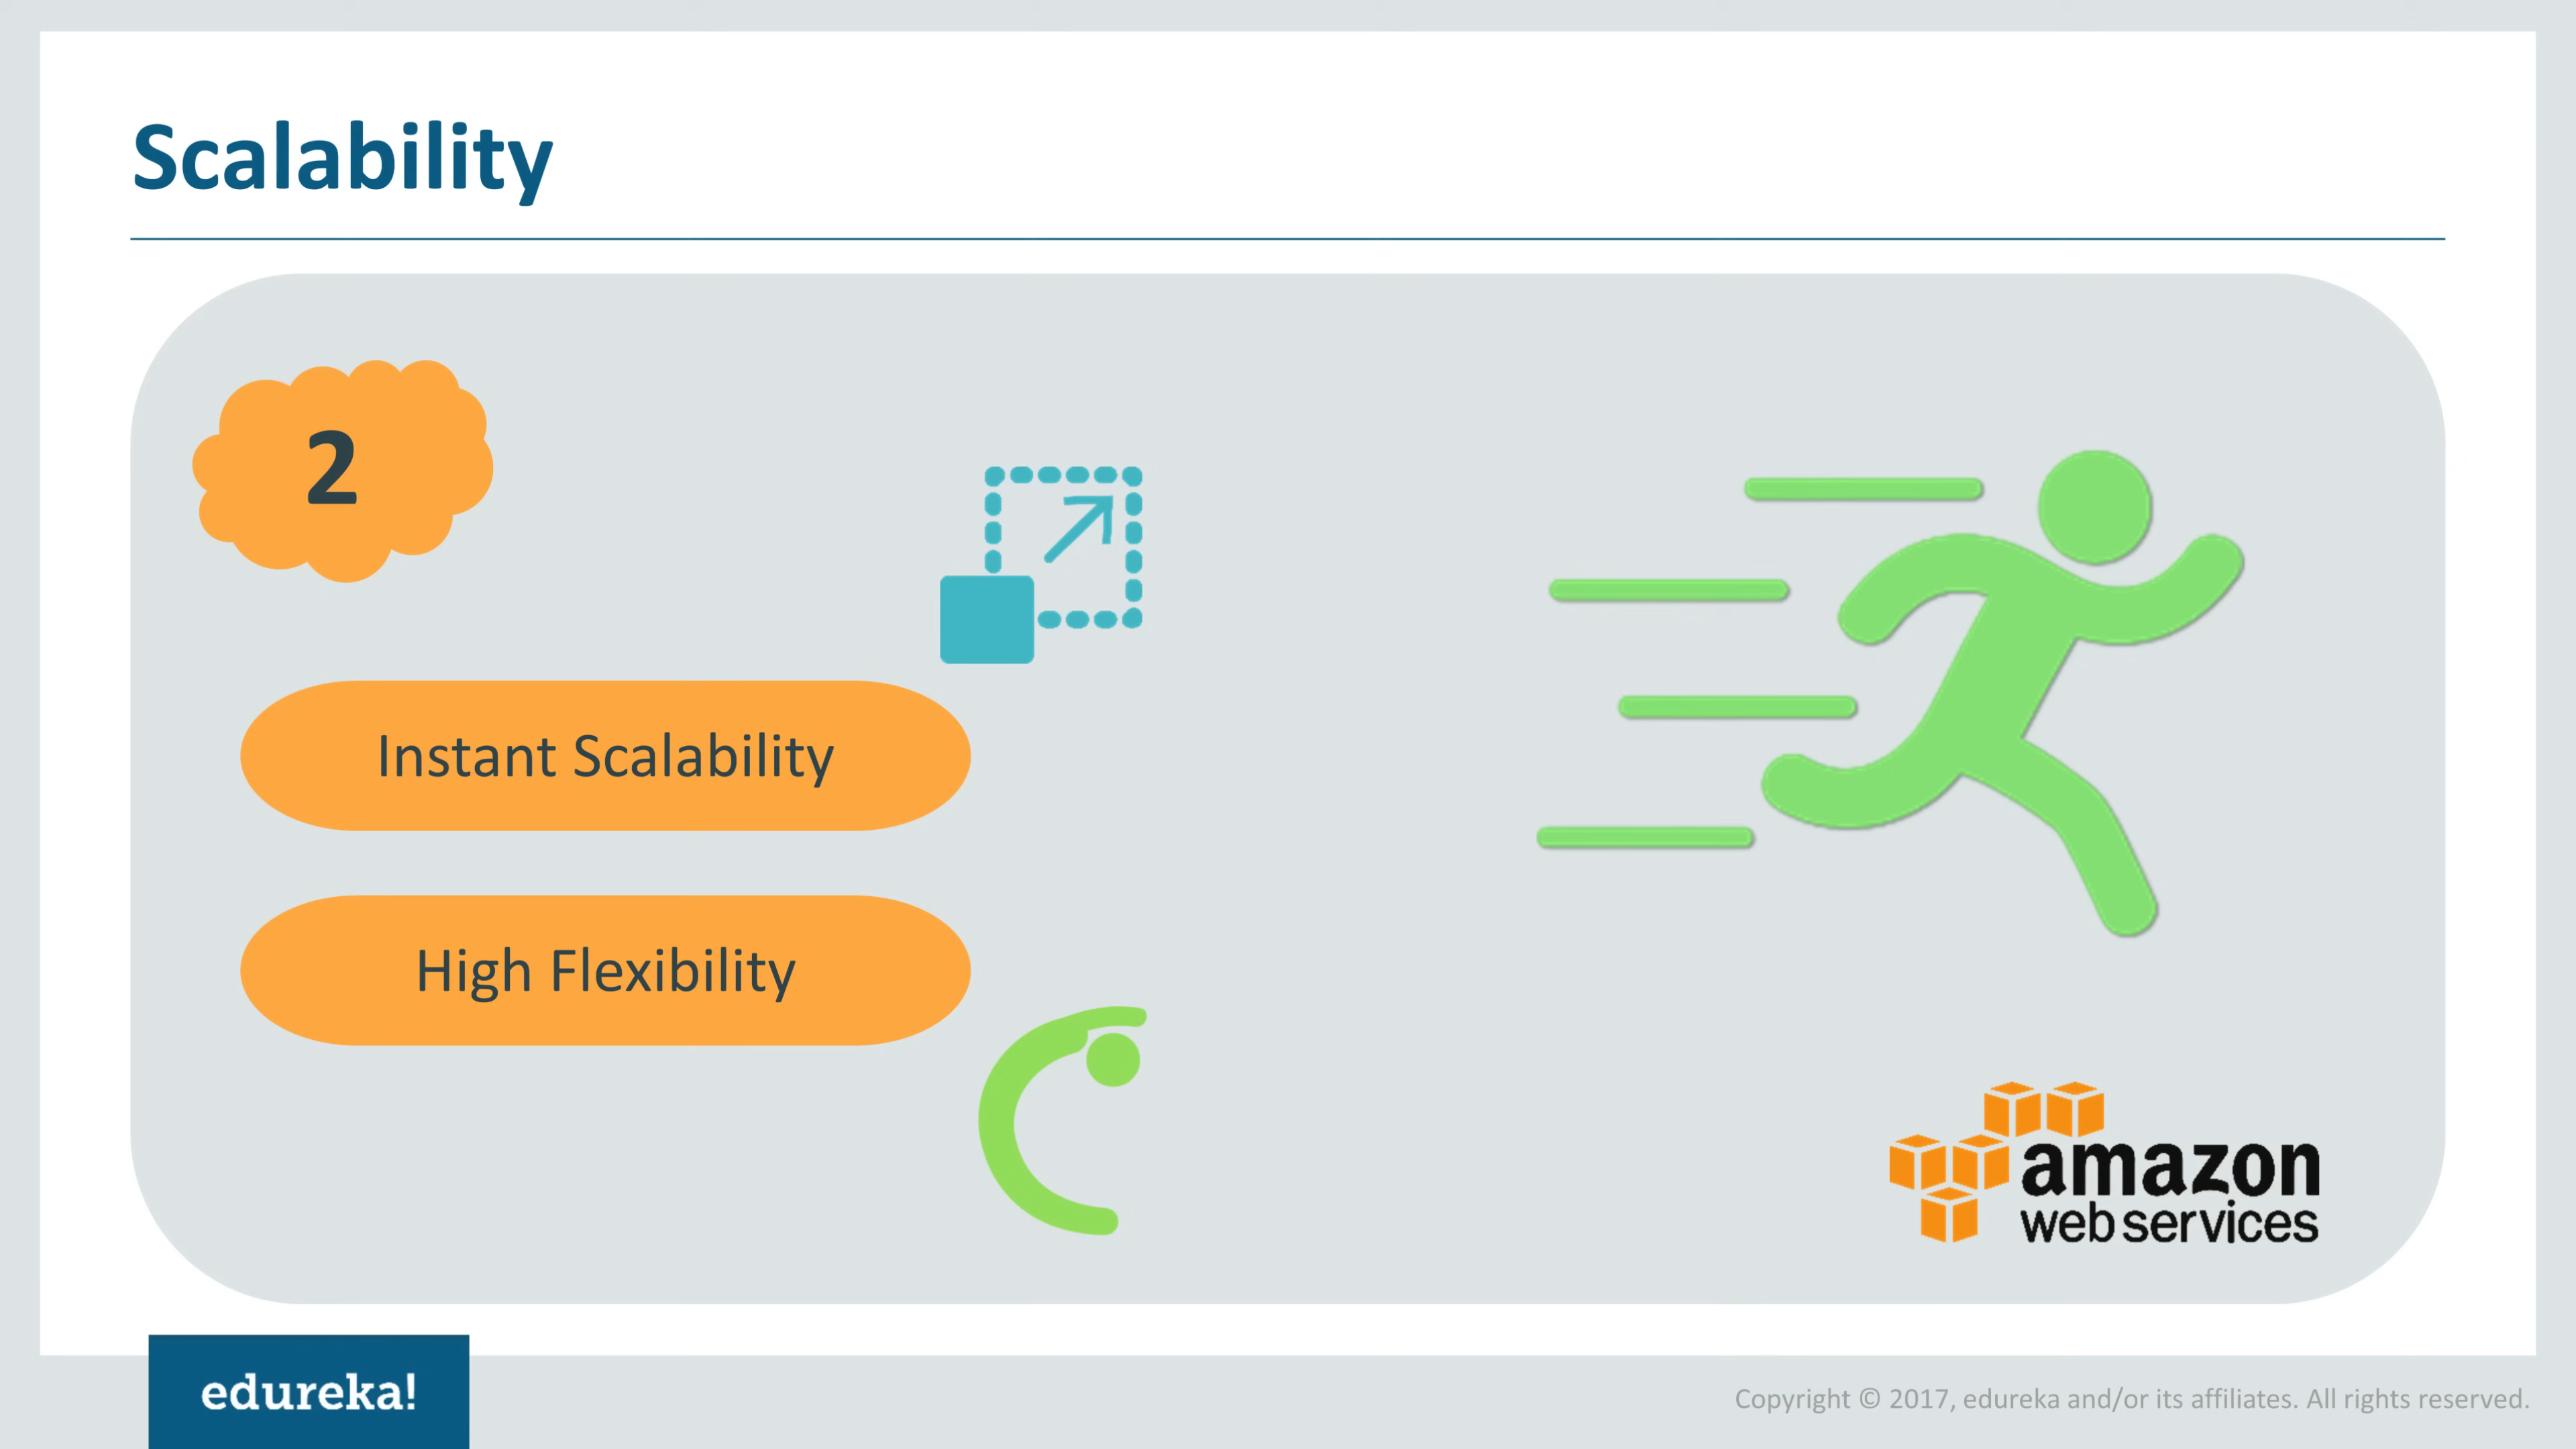 Scalability
2
Instant Scalability
High Flexibility
amazon
web services
edureka!
Copyright © 2017, edureka and/or its affiliates. All rights reserved.